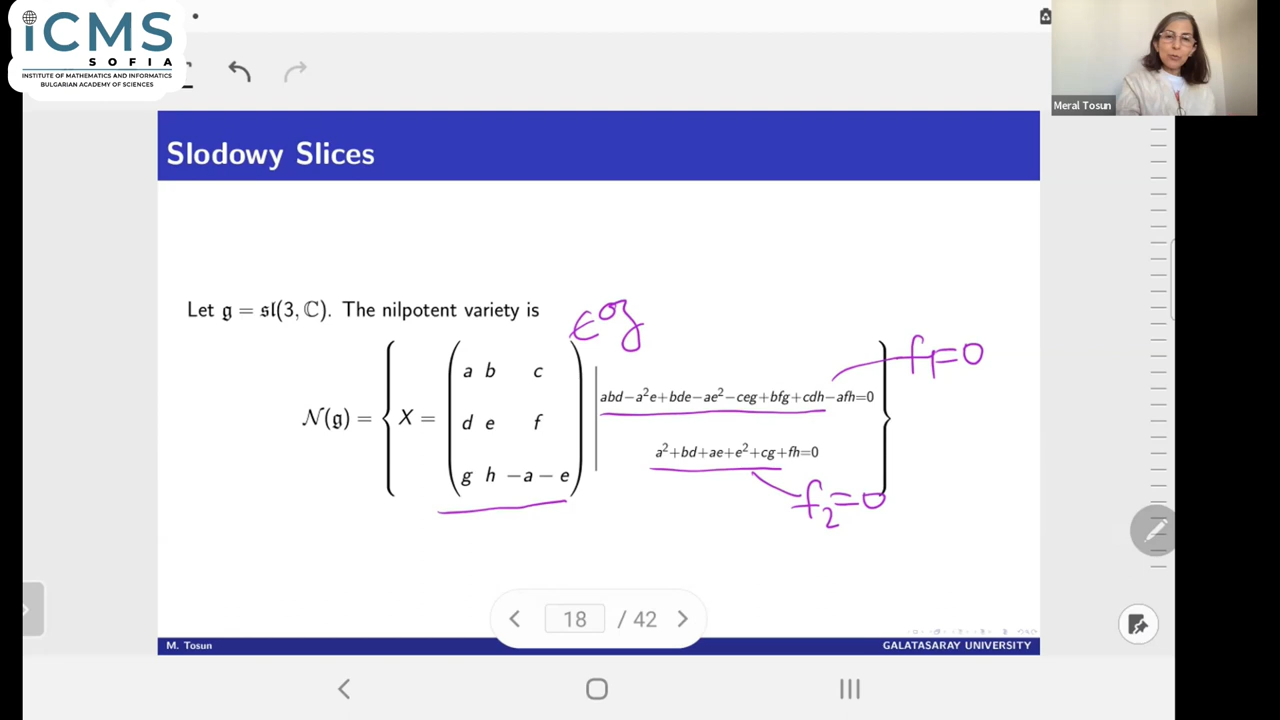 iCMS
SOFIA
INSTITUTE OF MATHEMATICS AND INFORMATICS
BULGARIAN ACADEMY OF SCIENCES
Meral Tosun
Slodowy Slices
Let 𝔤 = 𝔰𝔩(3, ℂ). The nilpotent variety is
∈ 𝔤
f₁=0
a b c
abd−a²e+bde−ae²−ceg+bfg+cdh−afh=0
𝒩(𝔤) = { X = d e f
a²+bd+ae+e²+cg+fh=0
g h −a − e
f₂=0
18 / 42
M. Tosun
GALATASARAY UNIVERSITY